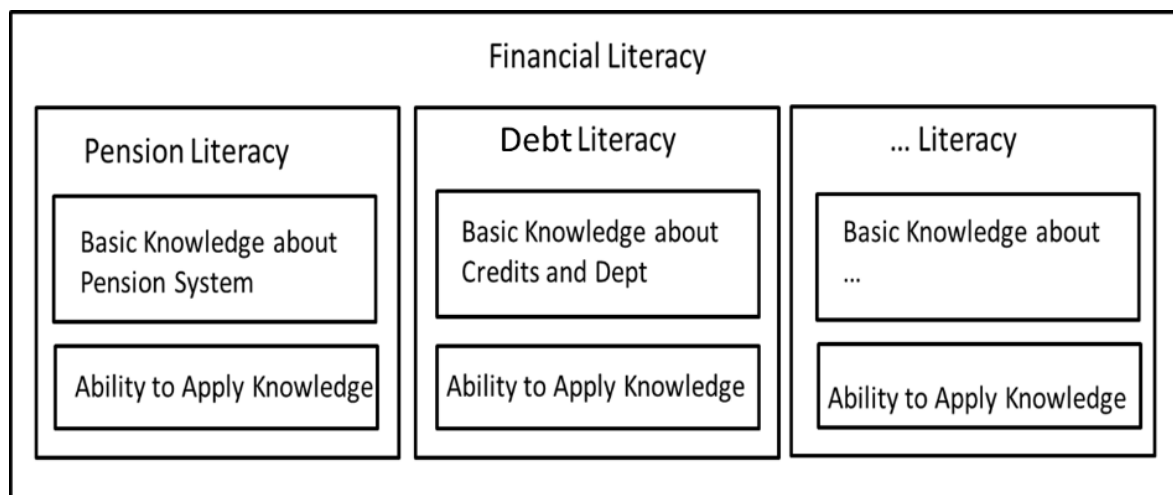 Financial Literacy
Pension Literacy
Basic Knowledge about
Pension System
Ability to Apply Knowledge
Debt Literacy
Basic Knowledge about
Credits and Dept
Ability to Apply Knowledge
... Literacy
Basic Knowledge about
...
Ability to Apply Knowledge